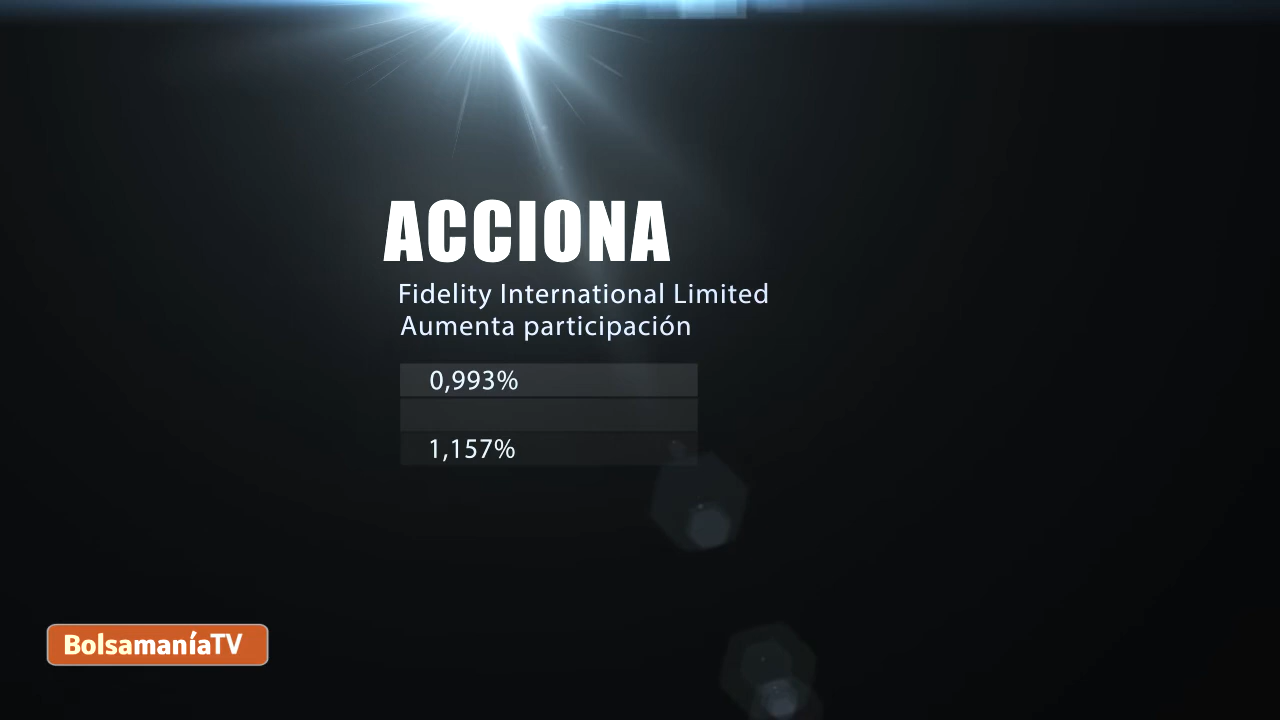 ACCIONA
Fidelity International Limited
Aumenta participación
0,993%
1,157%
BolsamaníaTV